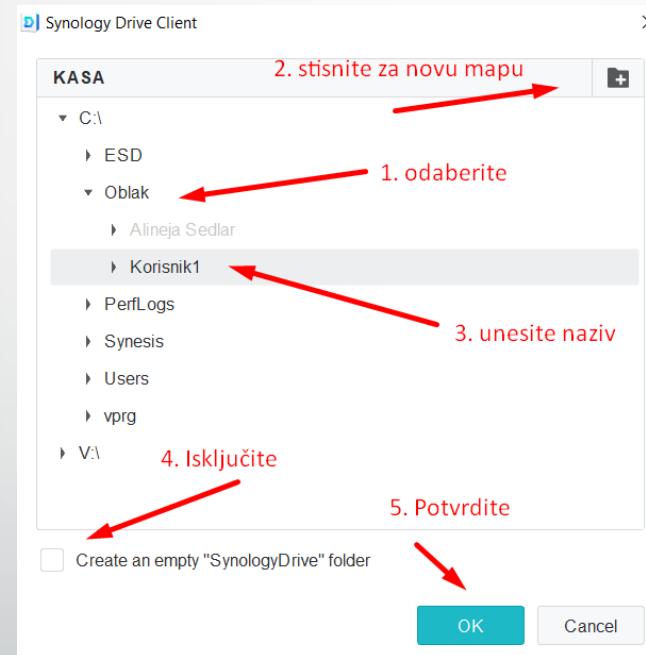 Synology Drive Client
KASA
2. stisnite za novu mapu
C:\
ESD
1. odaberite
Oblak
Alineja Sedlar
Korisnik1
PerfLogs
3. unesite naziv
Synesis
Users
vprg
V:\
4. Isključite
5. Potvrdite
Create an empty "SynologyDrive" folder
OK
Cancel